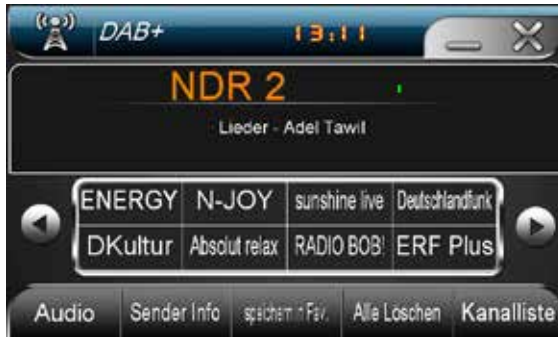 DAB+ 13:11
NDR 2
Lieder - Adel Tawil
ENERGY N-JOY sunshine live Deutschlandfunk
DKultur Absolut relax RADIO BOB! ERF Plus
Audio Sender Info Alle Löschen Kanalliste